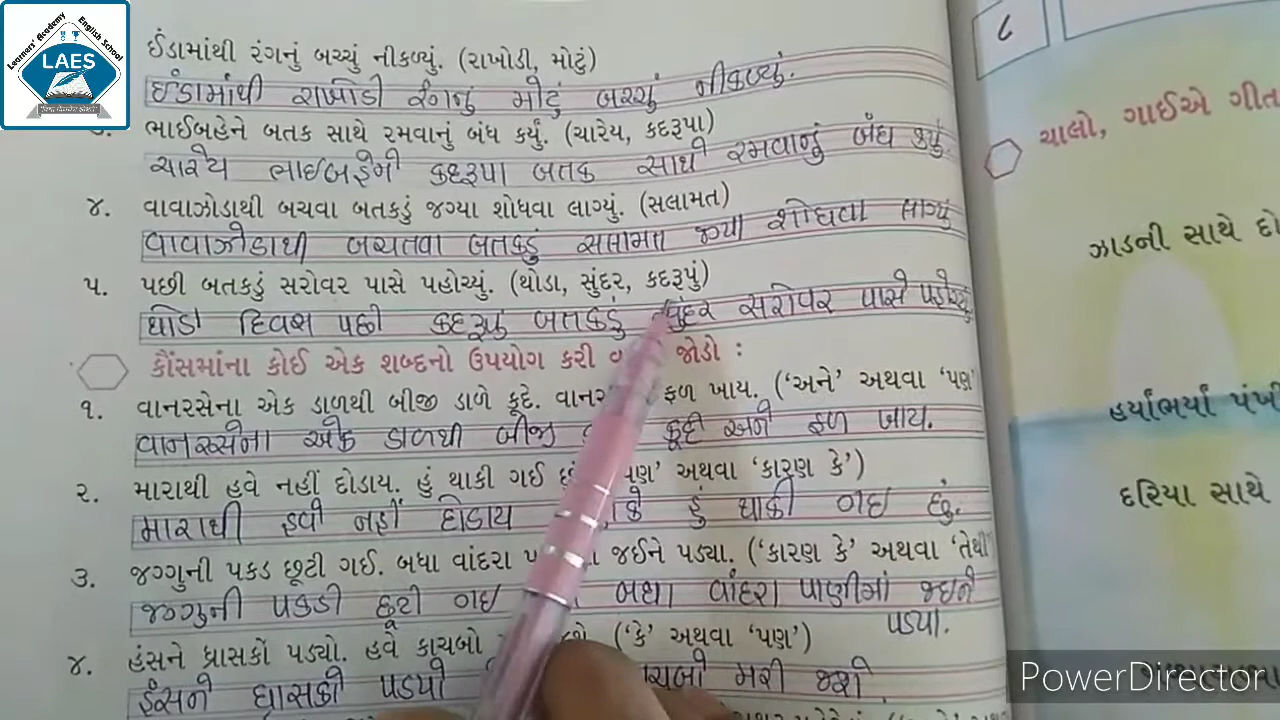 Learners' Academy English School
LAES
ઈંડામાંથી રંગનું બચ્ચું નીકળ્યું. (રાખોડી, મોટું)
ઈંડામાંથી રાખોડી રંગનું મોટું બચ્ચું નીકળ્યું.
૩. ભાઈબહેને બતક સાથે રમવાનું બંધ કર્યું. (ચારેય, કદરૂપા)
ચારેય ભાઈબહેને કદરૂપા બતક સાથે રમવાનું બંધ કર્યું.
૪. વાવાઝોડાથી બચવા બતકડું જગ્યા શોધવા લાગ્યું. (સલામત)
વાવાઝોડાથી બચતવા બતકડું સલામત જગ્યા શોધવા લાગ્યું
૫. પછી બતકડું સરોવર પાસે પહોચ્યું. (થોડા, સુંદર, કદરૂપું)
થોડા દિવસ પછી કદરૂપું બતકડું સુંદર સરોવર પાસે પહોચ્યું
કૌંસમાંના કોઈ એક શબ્દનો ઉપયોગ કરી જોડો :
૧. વાનરસેના એક ડાળથી બીજી ડાળે કૂદે. ફળ ખાય. ('અને' અથવા 'પણ'
વાનરસેના એક ડાળથી બીજી કૂદે અને ફળ ખાય.
૨. મારાથી હવે નહીં દોડાય. હું થાકી ગઈ 'પણ' અથવા 'કારણ કે')
મારાથી હવે નહીં દોડાય કે હું થાકી ગઈ છું.
૩. જગ્ગુની પકડ છૂટી ગઈ. બધા વાંદરા જઈને પડ્યા. ('કારણ કે' અથવા 'તેથી'
જગ્ગુની પકડી છૂટી ગઈ બધા વાંદરા પાણીમાં જઈને
પડ્યા.
૪. હંસને ધ્રાસકો પડ્યો. હવે કાચબો ('કે' અથવા 'પણ')
હંસને ધ્રાસકો પડ્યો કાચબો મરી જશે.
૮
ચાલો, ગાઈએ ગીત
ઝાડની સાથે દો
હર્યાંભર્યાં પંખી
દરિયા સાથે
PowerDirector